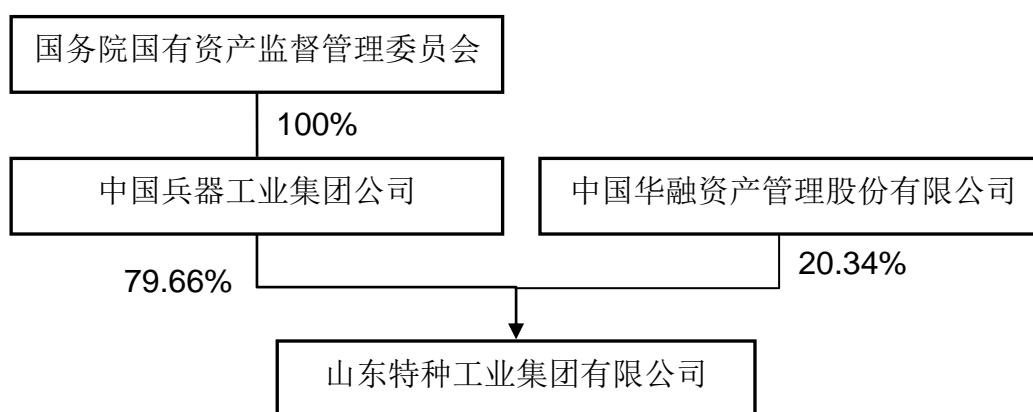 国务院国有资产监督管理委员会
100%
中国兵器工业集团公司
中国华融资产管理股份有限公司
79.66%
20.34%
山东特种工业集团有限公司